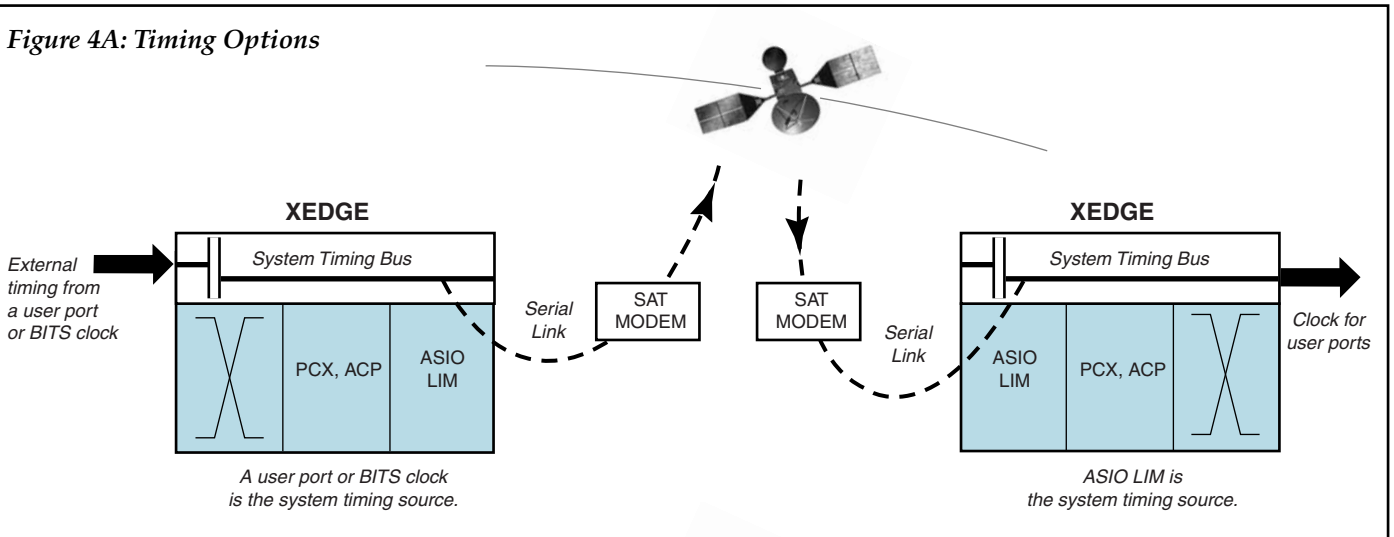 Figure 4A: Timing Options
XEDGE
XEDGE
External
timing from
a user port
or BITS clock
System Timing Bus
PCX, ACP
ASIO
LIM
Serial
Link
SAT
MODEM
SAT
MODEM
Serial
Link
System Timing Bus
ASIO
LIM
PCX, ACP
Clock for
user ports
A user port or BITS clock
is the system timing source.
ASIO LIM is
the system timing source.